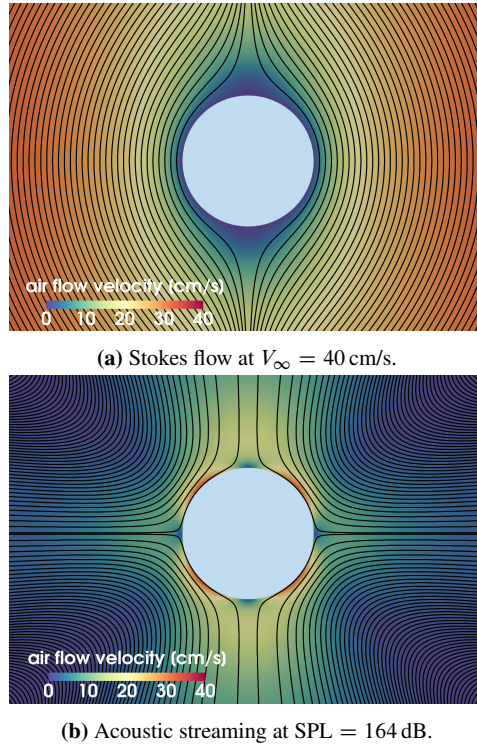 air flow velocity (cm/s)
0 10 20 30 40
(a) Stokes flow at V∞ = 40 cm/s.
air flow velocity (cm/s)
0 10 20 30 40
(b) Acoustic streaming at SPL = 164 dB.